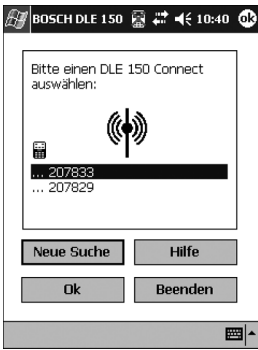 BOSCH DLE 150 10:40 ok
Bitte einen DLE
150 Connect
auswählen:
... 207833
... 207829
Neue Suche Hilfe
Ok Beenden